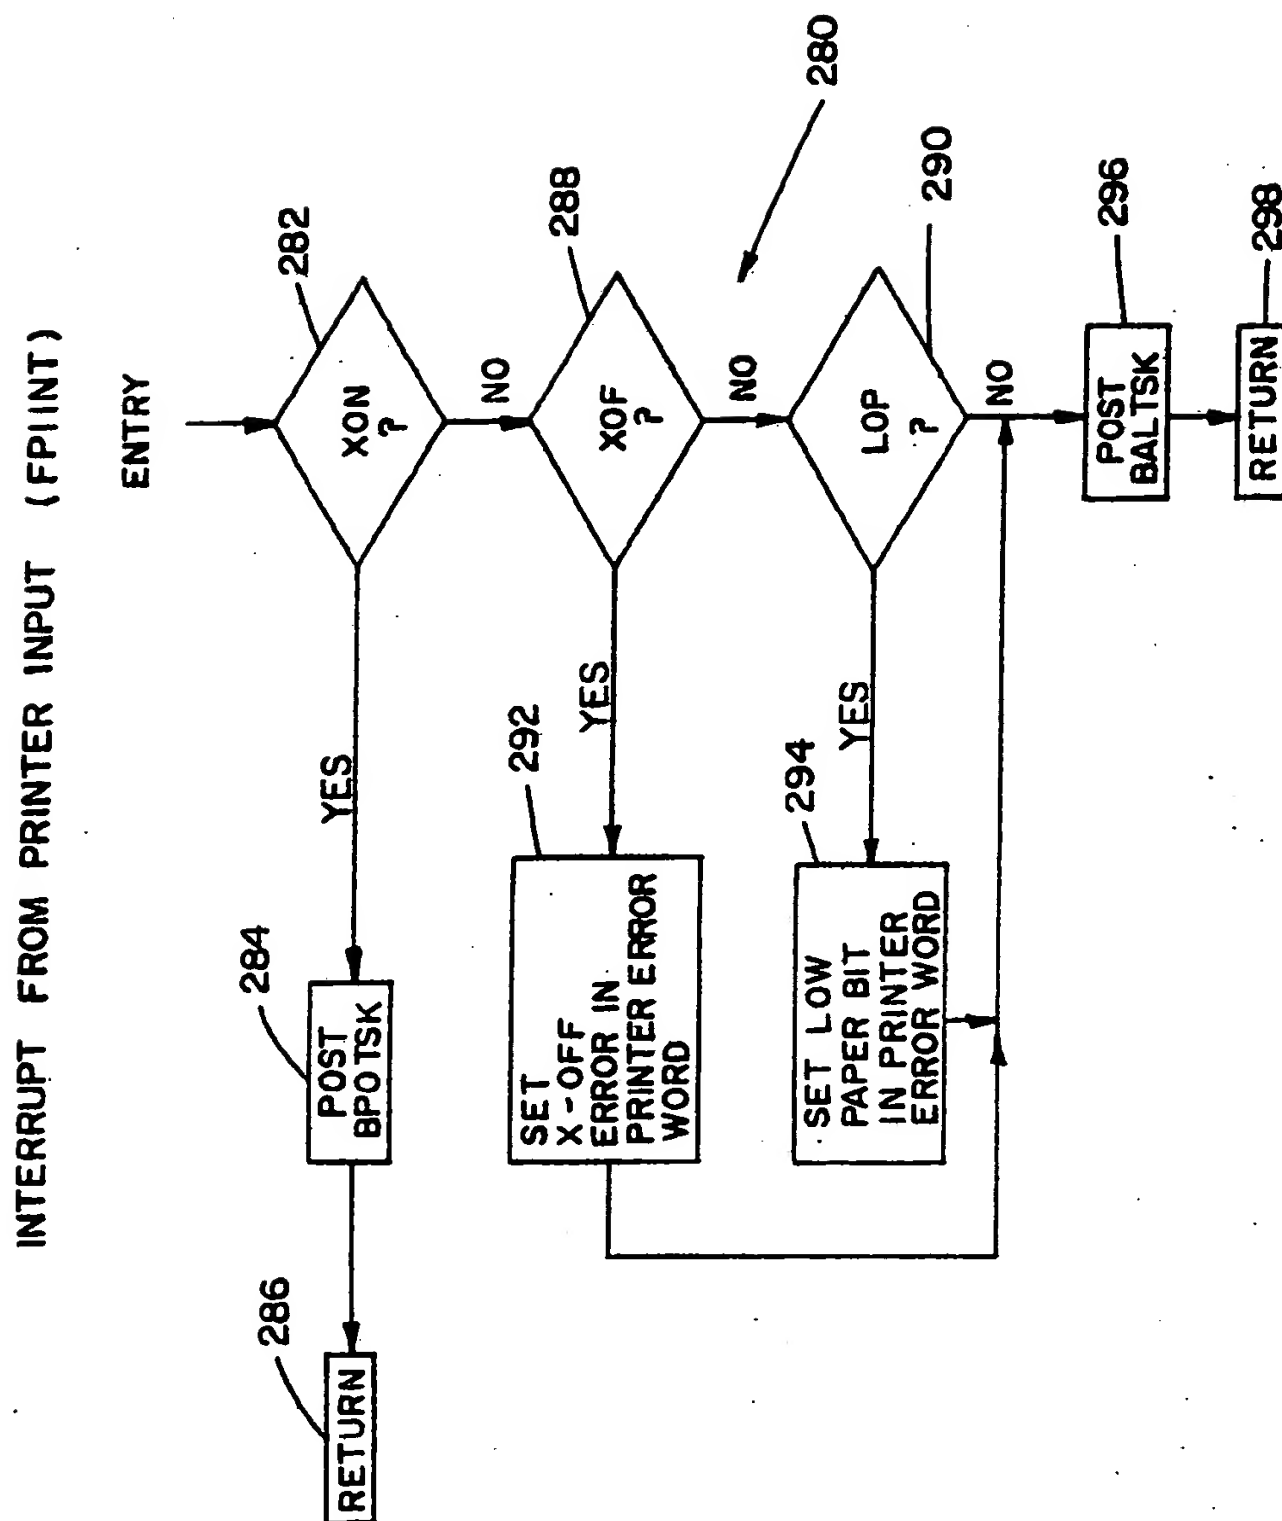 INTERRUPT FROM PRINTER INPUT (FPIINT)
ENTRY
282
XON
?
YES
NO
284
POST
BPOTSK
286
RETURN
288
XOF
?
YES
NO
280
292
SET
X-OFF
ERROR IN
PRINTER ERROR
WORD
290
LOP
?
YES
NO
294
SET LOW
PAPER BIT
IN PRINTER
ERROR WORD
296
POST
BALTSK
298
RETURN